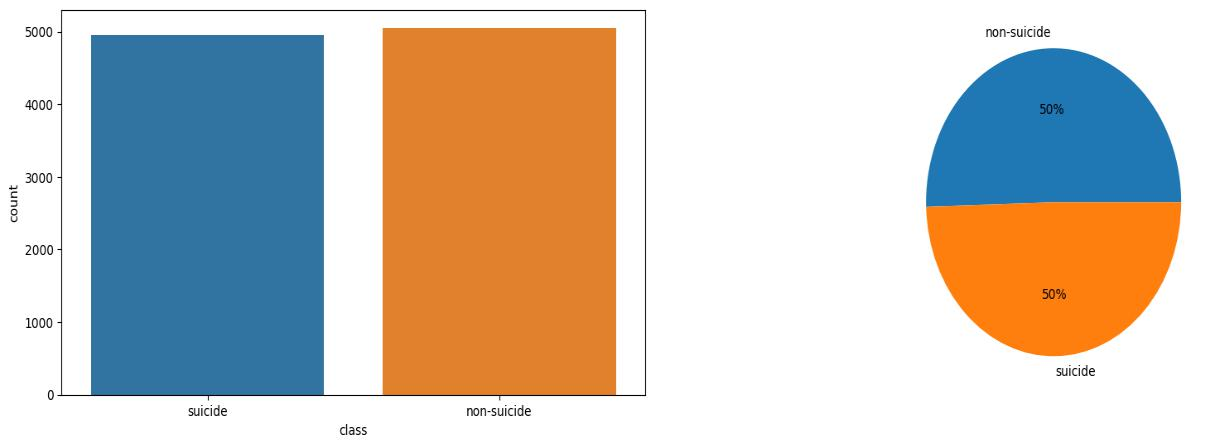 5000
4000
3000
2000
1000
0
count
suicide
non-suicide
class
non-suicide
50%
50%
suicide